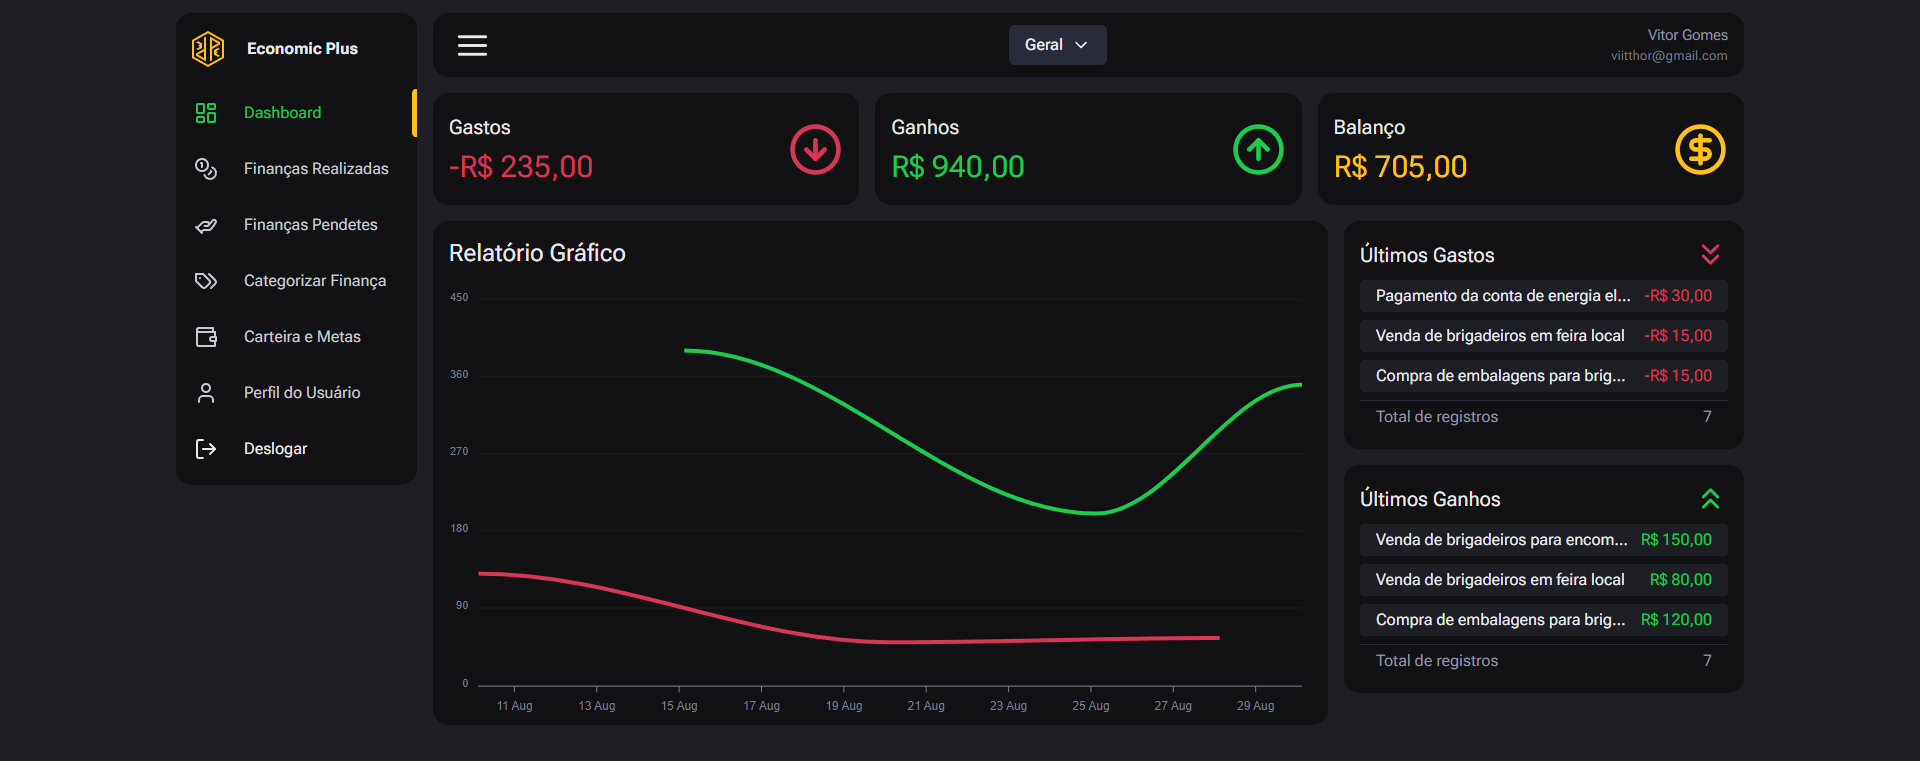 Economic Plus
Dashboard
Finanças Realizadas
Finanças Pendetes
Categorizar Finança
Carteira e Metas
Perfil do Usuário
Deslogar
Geral
Vitor Gomes
viitthor@gmail.com
Gastos
-R$ 235,00
Ganhos
R$ 940,00
Balanço
R$ 705,00
Relatório Gráfico
450
360
270
180
90
0
11 Aug
13 Aug
15 Aug
17 Aug
19 Aug
21 Aug
23 Aug
25 Aug
27 Aug
29 Aug
Últimos Gastos
Pagamento da conta de energia el... -R$ 30,00
Venda de brigadeiros em feira local -R$ 15,00
Compra de embalagens para brig... -R$ 15,00
Total de registros 7
Últimos Ganhos
Venda de brigadeiros para encom... R$ 150,00
Venda de brigadeiros em feira local R$ 80,00
Compra de embalagens para brig... R$ 120,00
Total de registros 7